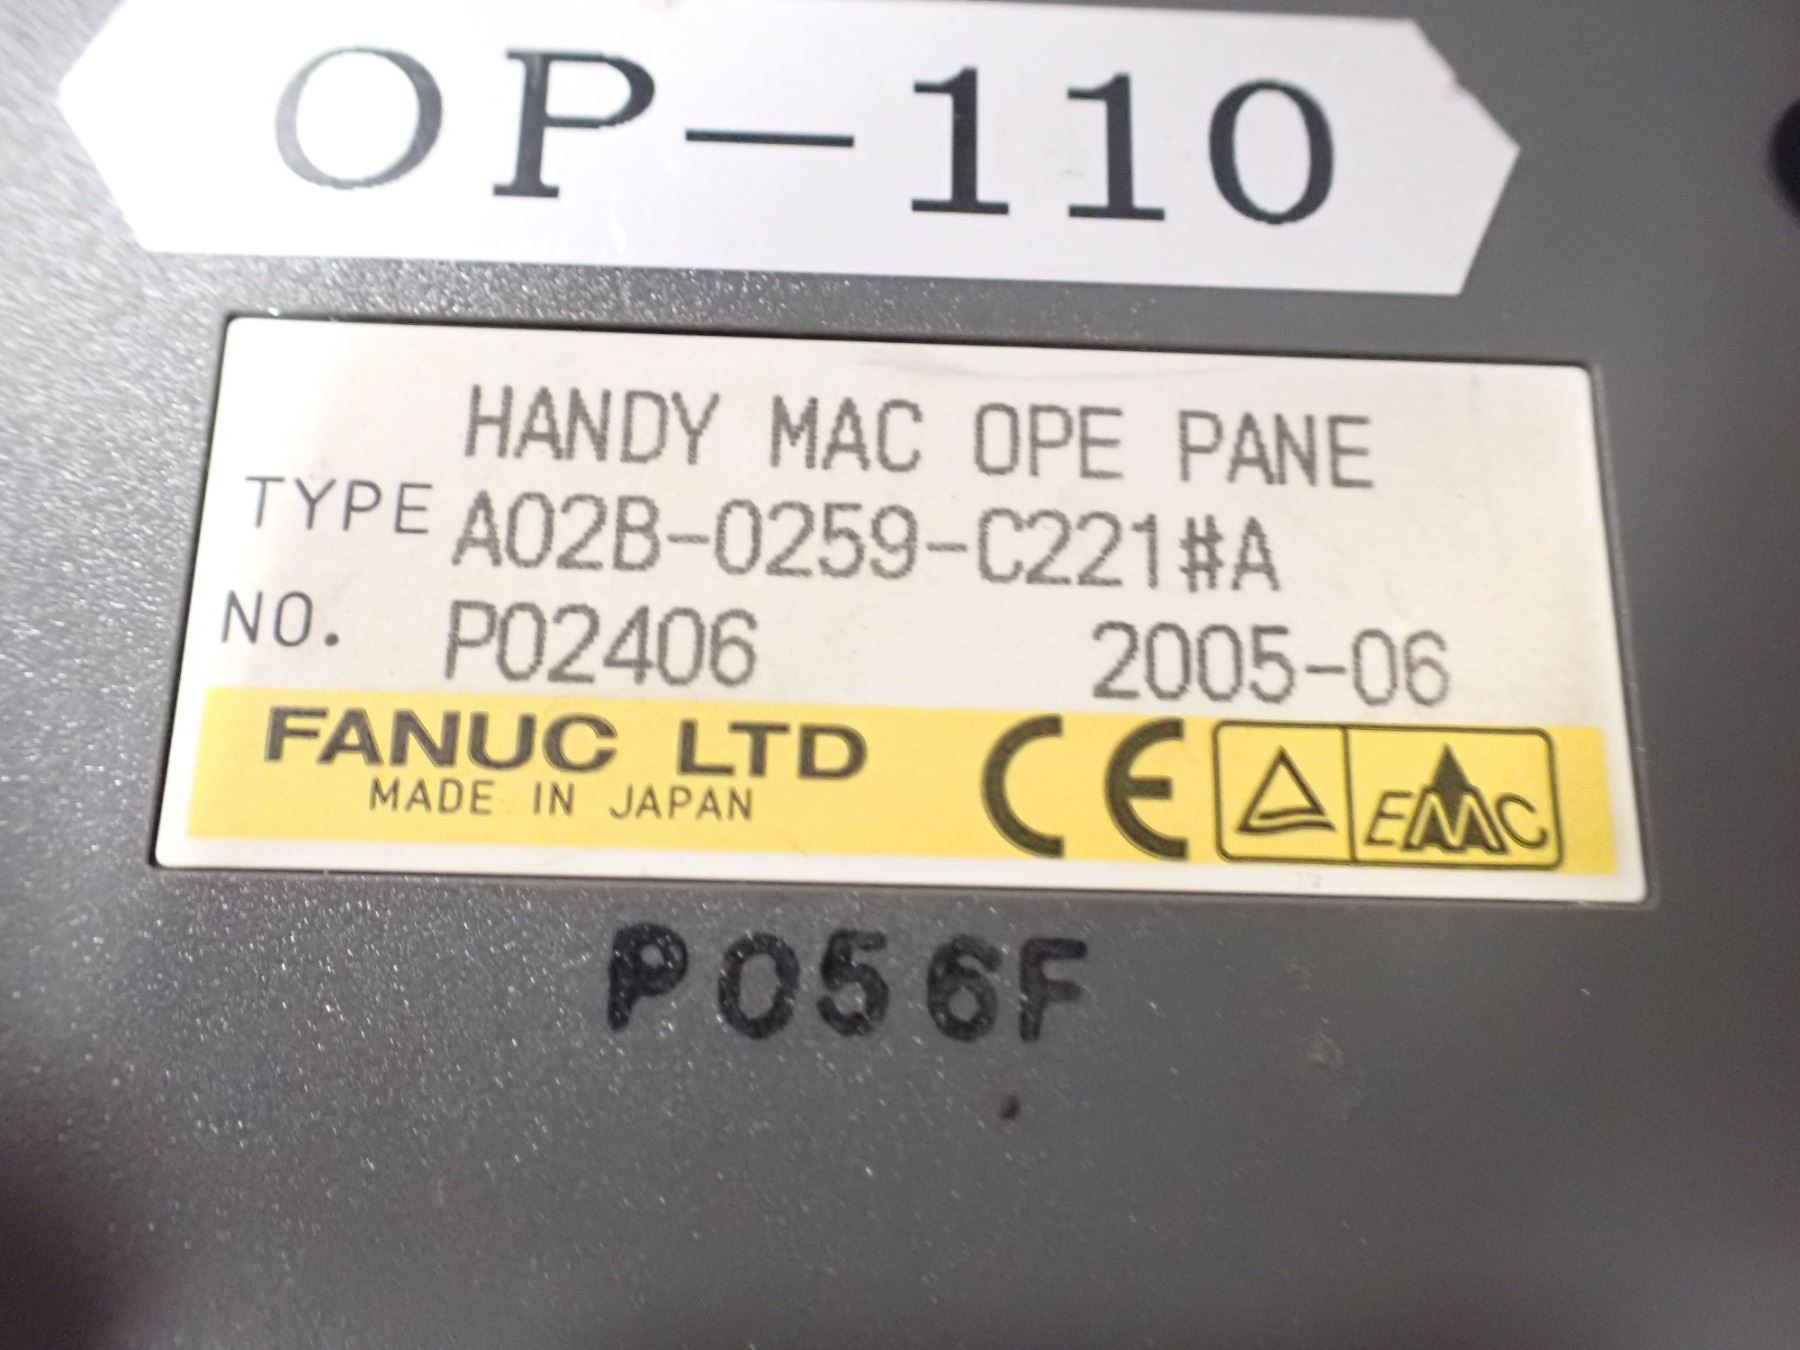 OP-110
HANDY MAC OPE PANE
TYPE A02B-0259-C221#A
NO. P02406 2005-06
FANUC LTD CE EMC
MADE IN JAPAN
P056F